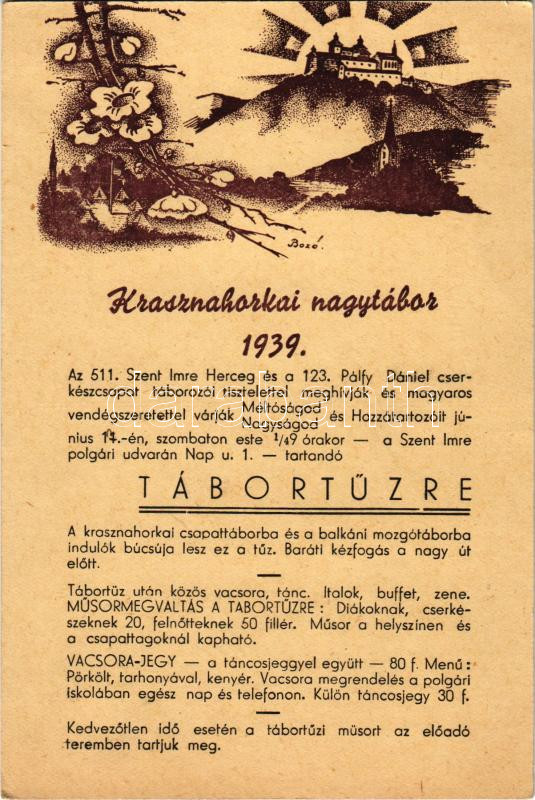 Bozó.
Krasznahorkai nagytábor
1939.
Az 511. Szent Imre Herceg és a 123. Pálfy Dániel cser-
készcsapat táborozói tisztelettel meghívják és magyaros
vendégszeretettel várják Méltóságod Nagyságod és Hozzátartozóit jú-
nius -én, szombaton este ¼9 órakor — a Szent Imre
polgári udvarán Nap u. 1. — tartandó
TÁBORTŰZRE
A krasznahorkai csapattáborba és a balkáni mozgótáborba
indulók búcsúja lesz ez a tűz. Baráti kézfogás a nagy út
előtt.
Tábortűz után közös vacsora, tánc. Italok, buffet, zene.
MŰSORMEGVALTÁS A TABORTŰZRE: Diákoknak, cserké-
szeknek 20, felnőtteknek 50 fillér. Műsor a helyszínen és
a csapattagoknál kapható.
VACSORA-JEGY — a táncosjeggyel együtt — 80 f. Menü:
Pörkölt, tarhonyával, kenyér. Vacsora megrendelés a polgári
iskolában egész nap és telefonon. Külön táncosjegy 30 f.
Kedvezőtlen idő esetén a tábortűzi müsort az előadó
teremben tartjuk meg.
darabanth